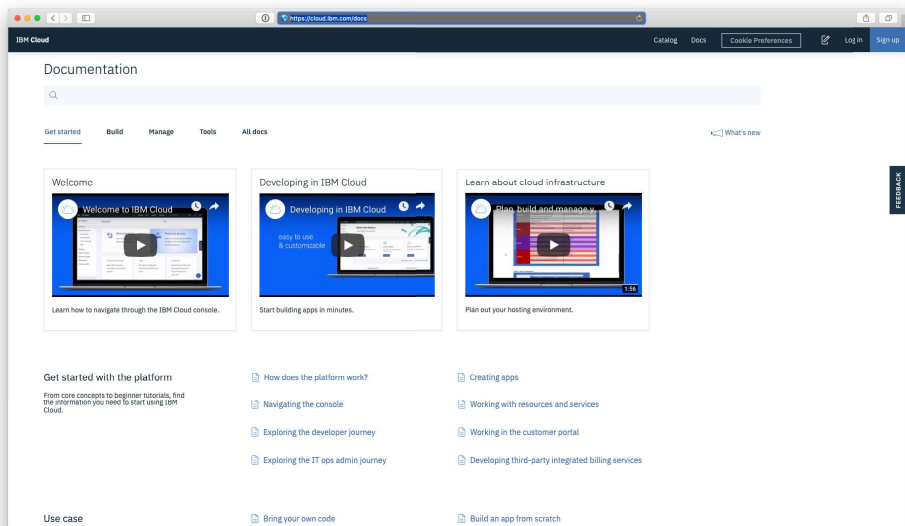 https://cloud.ibm.com/docs
IBM Cloud
Catalog
Docs
Cookie Preferences
Log in
Sign up
Documentation
Get started
Build
Manage
Tools
All docs
What's new
FEEDBACK
Welcome
Welcome to IBM Cloud
Learn how to navigate through the IBM Cloud console.
Developing in IBM Cloud
Developing in IBM Cloud
easy to use
& customizable
Start building apps in minutes.
Learn about cloud infrastructure
Plan, build and manage y
1:56
Plan out your hosting environment.
Get started with the platform
From core concepts to beginner tutorials, find
the information you need to start using IBM
Cloud.
How does the platform work?
Navigating the console
Exploring the developer journey
Exploring the IT ops admin journey
Creating apps
Working with resources and services
Working in the customer portal
Developing third-party integrated billing services
Use case
Bring your own code
Build an app from scratch